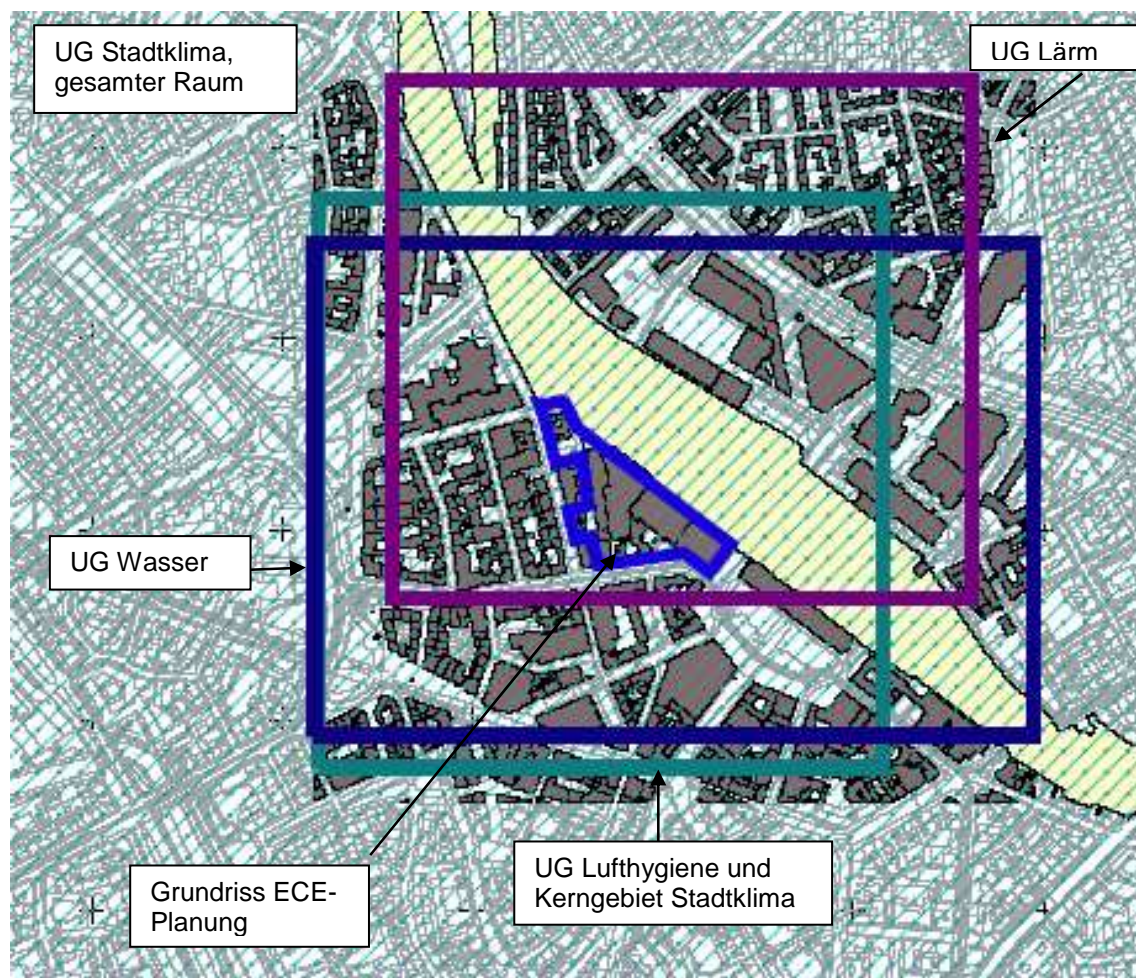 UG Stadtklima,
gesamter Raum
UG Lärm
UG Wasser
Grundriss ECE-
Planung
UG Lufthygiene und
Kerngebiet Stadtklima